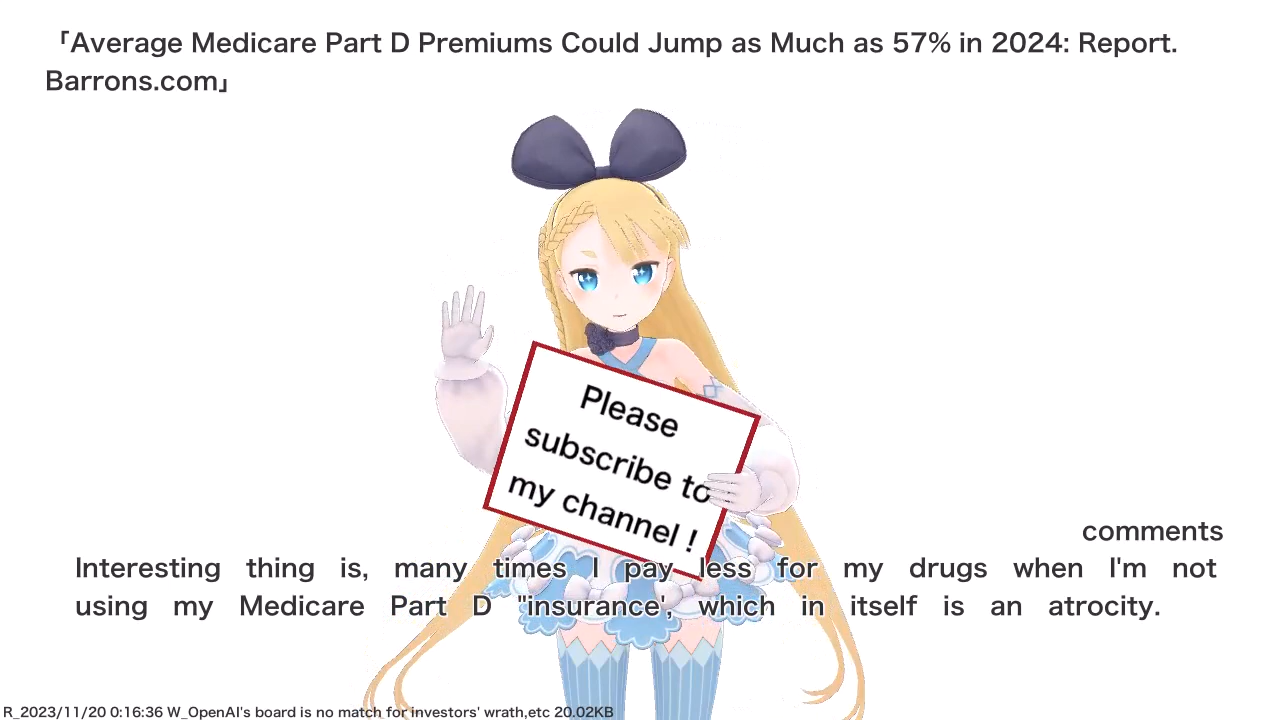 「Average Medicare Part D Premiums Could Jump as Much as 57% in 2024: Report.
Barrons.com」
Please
subscribe to
my channel !
comments
Interesting thing is, many times I pay less for my drugs when I'm not
using my Medicare Part D "insurance', which in itself is an atrocity.
R_2023/11/20 0:16:36 W_OpenAI's board is no match for investors' wrath,etc 20.02KB